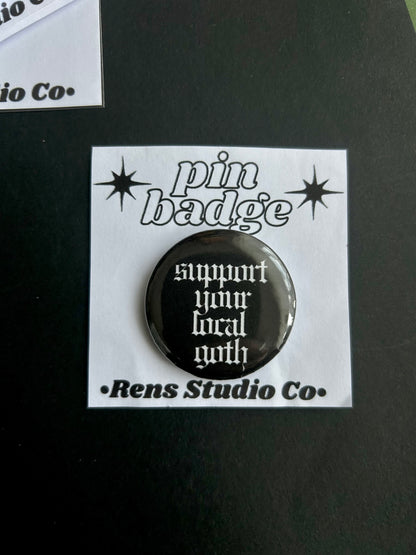 io Co•
pin
badge
support
your
local
goth
•Rens Studio Co•